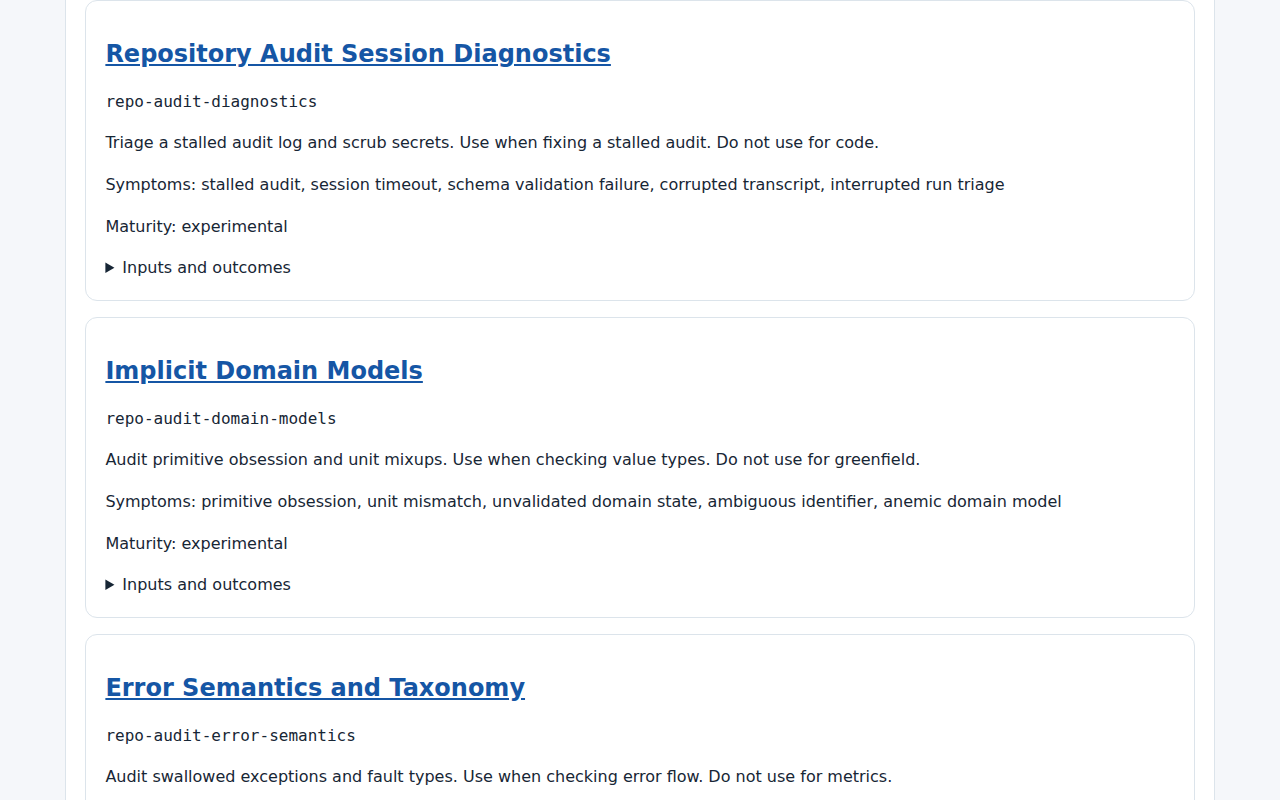 Repository Audit Session Diagnostics
repo-audit-diagnostics
Triage a stalled audit log and scrub secrets. Use when fixing a stalled audit. Do not use for code.
Symptoms: stalled audit, session timeout, schema validation failure, corrupted transcript, interrupted run triage
Maturity: experimental
Inputs and outcomes
Implicit Domain Models
repo-audit-domain-models
Audit primitive obsession and unit mixups. Use when checking value types. Do not use for greenfield.
Symptoms: primitive obsession, unit mismatch, unvalidated domain state, ambiguous identifier, anemic domain model
Maturity: experimental
Inputs and outcomes
Error Semantics and Taxonomy
repo-audit-error-semantics
Audit swallowed exceptions and fault types. Use when checking error flow. Do not use for metrics.